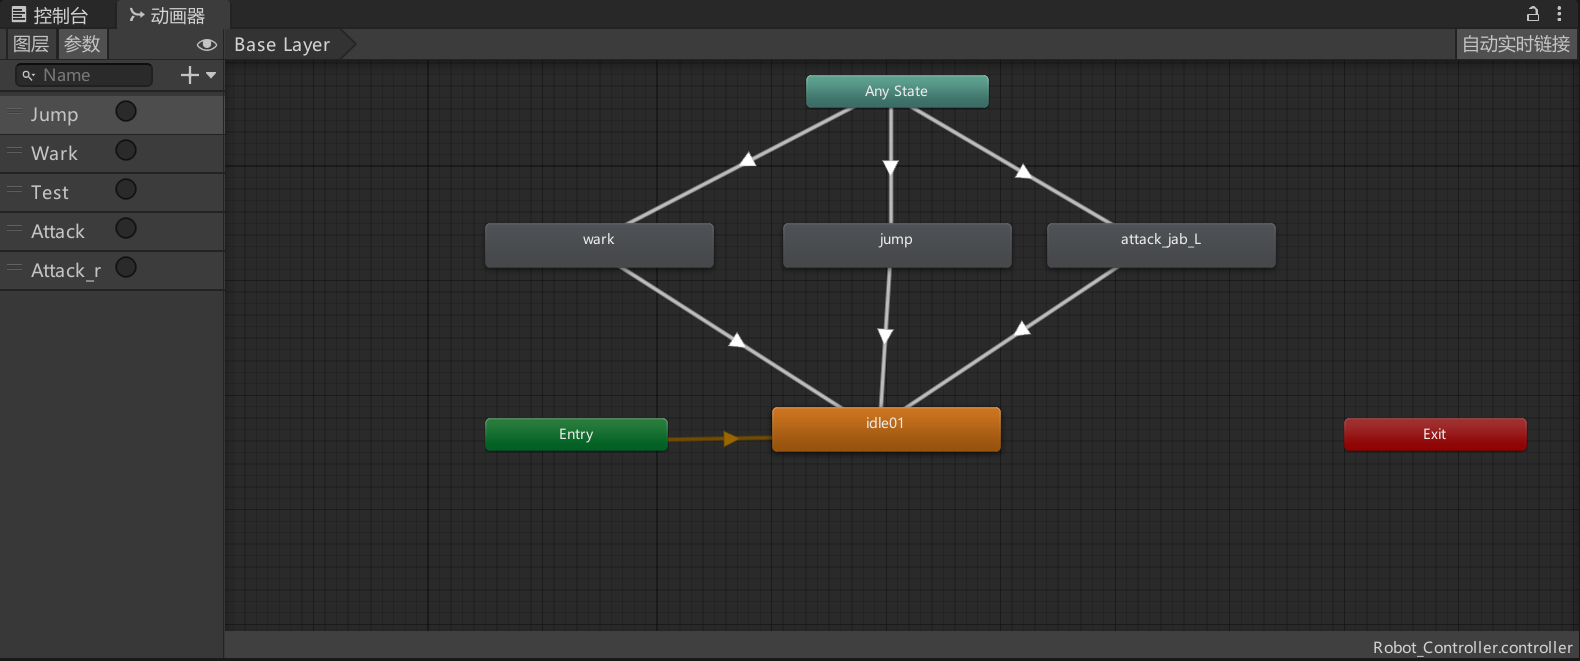 控制台 动画器
图层 参数 Base Layer 自动实时链接
Name
Jump
Wark
Test
Attack
Attack_r
Any State
wark jump attack_jab_L
Entry idle01 Exit
Robot_Controller.controller